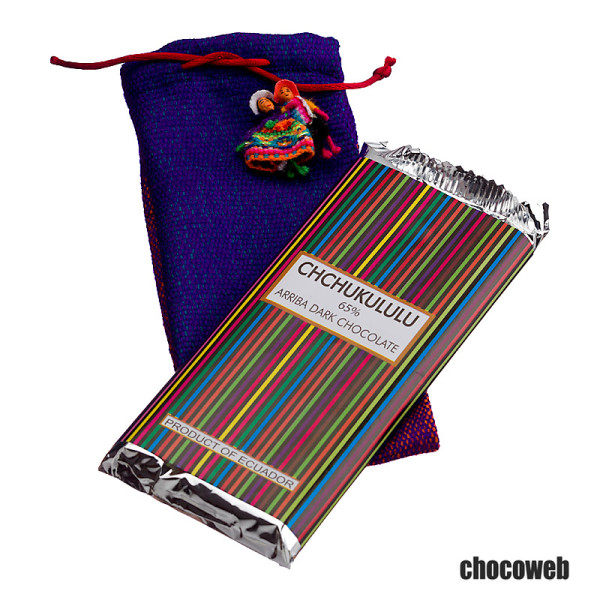 CHCHUKULULU
65%
ARRIBA DARK CHOCOLATE
PRODUCT OF ECUADOR
chocoweb